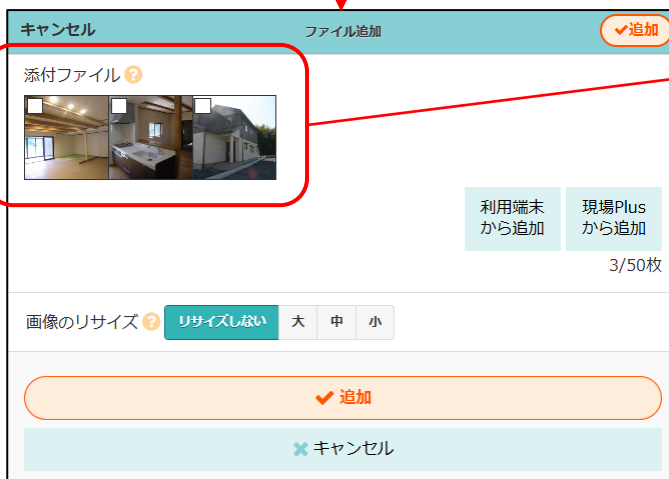 キャンセル ファイル追加 ✔追加
添付ファイル ?
利用端末
から追加
現場Plus
から追加
3/50枚
画像のリサイズ ? リサイズしない 大 中 小
✔ 追加
✖ キャンセル